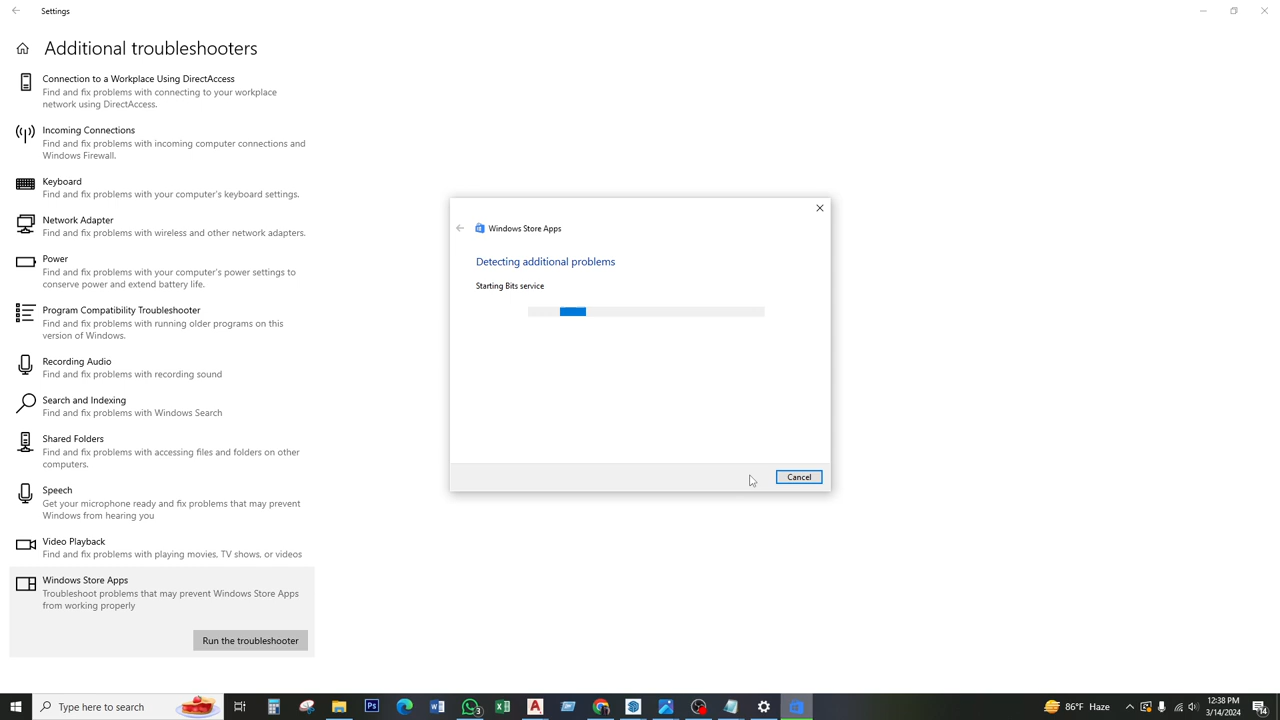 Settings
Additional troubleshooters
Connection to a Workplace Using DirectAccess
Find and fix problems with connecting to your workplace
network using DirectAccess.
Incoming Connections
Find and fix problems with incoming computer connections and
Windows Firewall.
Keyboard
Find and fix problems with your computer's keyboard settings.
Network Adapter
Find and fix problems with wireless and other network adapters.
Power
Find and fix problems with your computer's power settings to
conserve power and extend battery life.
Program Compatibility Troubleshooter
Find and fix problems with running older programs on this
version of Windows.
Recording Audio
Find and fix problems with recording sound
Search and Indexing
Find and fix problems with Windows Search
Shared Folders
Find and fix problems with accessing files and folders on other
computers.
Speech
Get your microphone ready and fix problems that may prevent
Windows from hearing you
Video Playback
Find and fix problems with playing movies, TV shows, or videos
Windows Store Apps
Troubleshoot problems that may prevent Windows Store Apps
from working properly
Run the troubleshooter
Windows Store Apps
Detecting additional problems
Starting Bits service
Cancel
Type here to search
Ps
3
86°F Haze
12:38 PM
3/14/2024
14